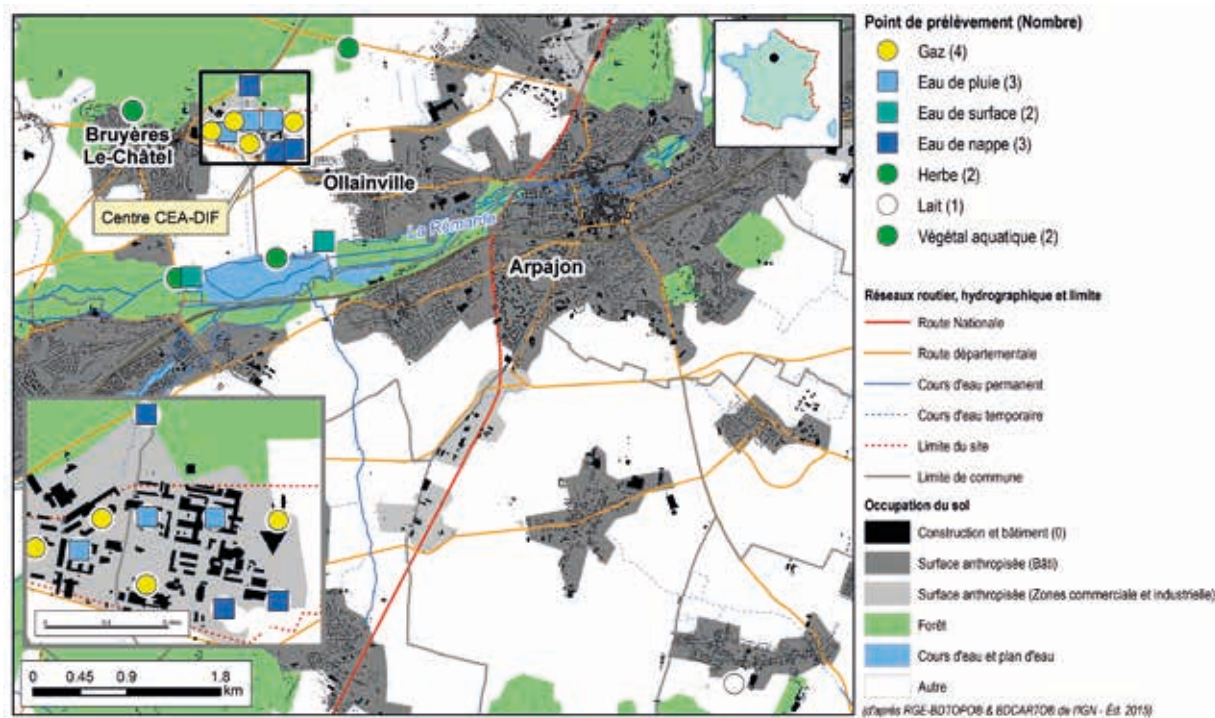 Bruyères
Le-Châtel
Centre CEA-DIF
Ollainville
La Rémarde
Arpajon
0
0 0.45 0.9 1.8
km
Point de prélèvement (Nombre)
Gaz (4)
Eau de pluie (3)
Eau de surface (2)
Eau de nappe (3)
Herbe (2)
Lait (1)
Végétal aquatique (2)
Réseaux routier, hydrographique et limite
Route Nationale
Route départementale
Cours d'eau permanent
Cours d'eau temporaire
Limite du site
Limite de commune
Occupation du sol
Construction et bâtiment (0)
Surface anthropisée (Bâti)
Surface anthropisée (Zones commerciale et industrielle)
Forêt
Cours d'eau et plan d'eau
Autre
(d'après RGE-BDTOPO® & BDCARTO® de l'IGN - Éd. 2015)